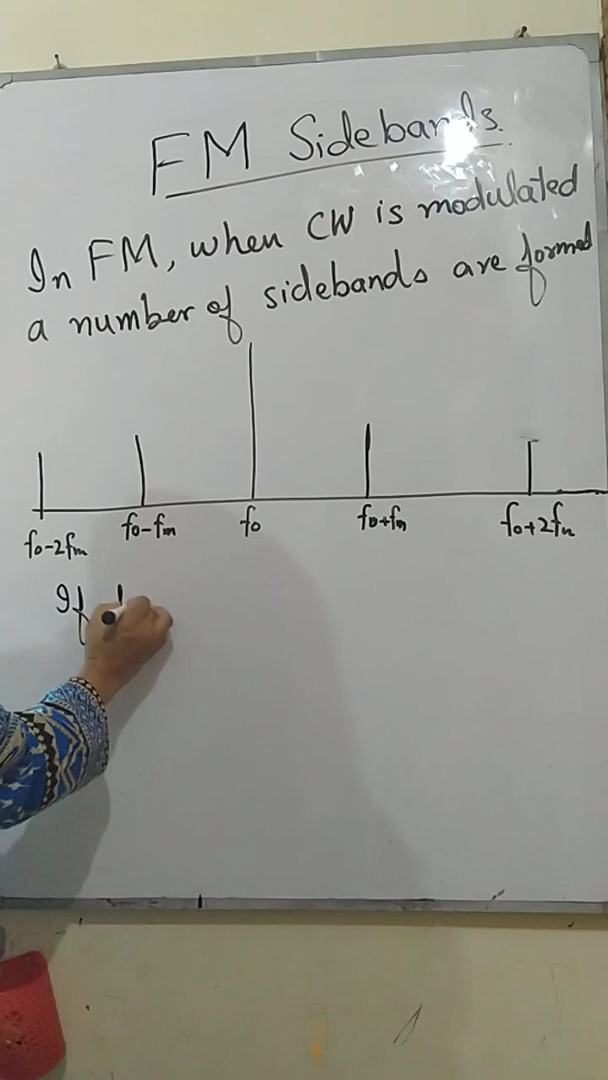 FM Sidebands.
In FM, when CW is modulated
a number of sidebands are formed
fo-2fm fo-fm fo fo+fm fo+2fm
If